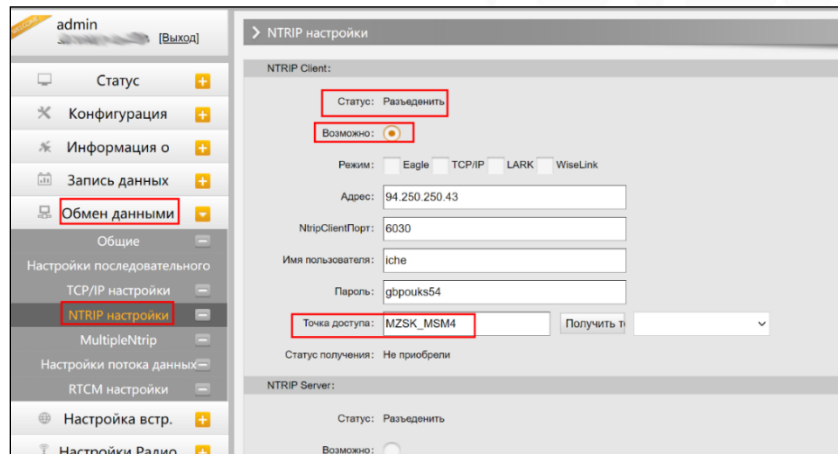 admin
[Выход]
NTRIP настройки
NTRIP Client:
Статус
Статус: Разъеденить
Конфигурация
Возможно:
Информация о
Режим: Eagle TCP/IP LARK WiseLink
Запись данных
Адрес: 94.250.250.43
Обмен данными
NtripClientПорт: 6030
Общие
Имя пользователя: iche
Настройки последовательного
Пароль: gbpouks54
TCP/IP настройки
NTRIP настройки
Точка доступа: MZSK_MSM4 Получить т
MultipleNtrip
Статус получения: Не приобрели
Настройки потока данных
NTRIP Server:
RTCM настройки
Статус: Разъеденить
Настройка встр.
Возможно:
Настройки Радио